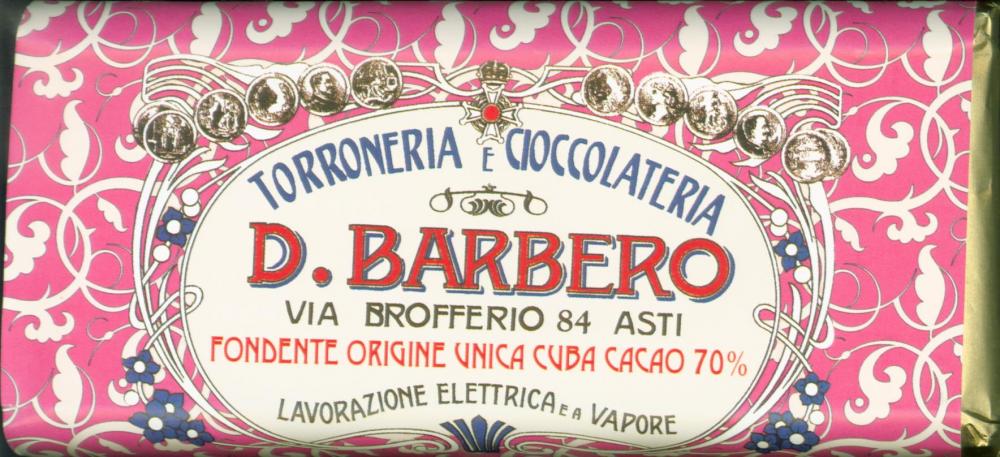 TORRONERIA E CIOCCOLATERIA
D. BARBERO
VIA BROFFERIO 84 ASTI
FONDENTE ORIGINE UNICA CUBA CACAO 70%
LAVORAZIONE ELETTRICA E A VAPORE